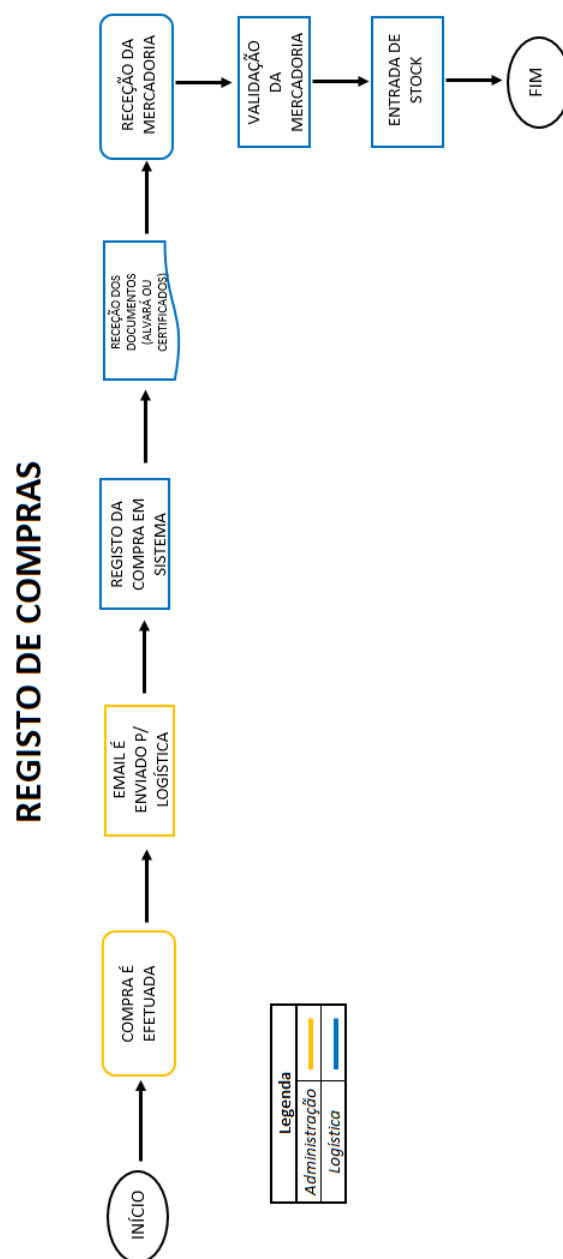 REGISTO DE COMPRAS
INÍCIO
COMPRA É
EFETUADA
EMAIL É
ENVIADO P/
LOGÍSTICA
REGISTO DA
COMPRA EM
SISTEMA
RECEÇÃO DOS
DOCUMENTOS
(ALVARÁ OU
CERTIFICADOS)
RECEÇÃO DA
MERCADORIA
VALIDAÇÃO
DA
MERCADORIA
ENTRADA DE
STOCK
FIM
Legenda
Administração
Logística